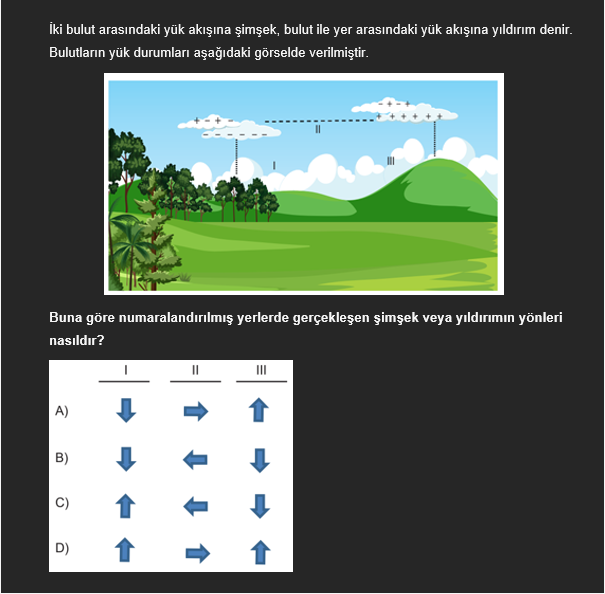 İki bulut arasındaki yük akışına şimşek, bulut ile yer arasındaki yük akışına yıldırım denir.
Bulutların yük durumları aşağıdaki görselde verilmiştir.
+ - + -
- - - - - -
- + - +
+ + + + + +
II
I
III
Buna göre numaralandırılmış yerlerde gerçekleşen şimşek veya yıldırımın yönleri
nasıldır?
I II III
A)
B)
C)
D)